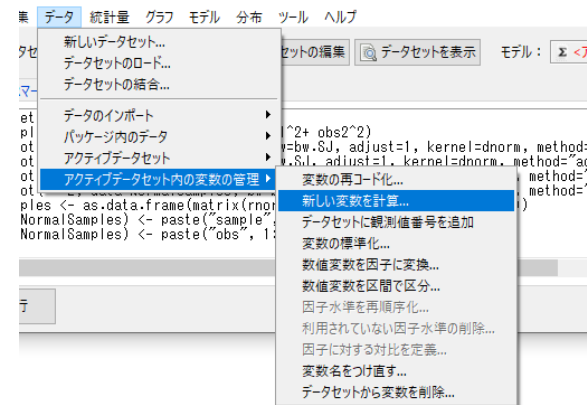 集 データ 統計量 グラフ モデル 分布 ツール ヘルプ
新しいデータセット...
データセットのロード...
データセットの結合...
データのインポート
パッケージ内のデータ
アクティブデータセット
アクティブデータセット内の変数の管理
セットの編集 データセットを表示 モデル： Σ <ア
^2+ obs2^2)
=bw.SJ, adjust=1, kernel=dnorm, method=
.SJ, adjust=1, kernel=dnorm, method="ad
method="
method="
ples <- as.data.frame(matrix(rnor
NormalSamples) <- paste("sample",
NormalSamples) <- paste("obs", 1:
変数の再コード化...
新しい変数を計算...
データセットに観測値番号を追加
変数の標準化...
数値変数を因子に変換...
数値変数を区間で区分...
因子水準を再順序化...
利用されていない因子水準の削除...
因子に対する対比を定義...
変数名をつけ直す...
データセットから変数を削除...
行